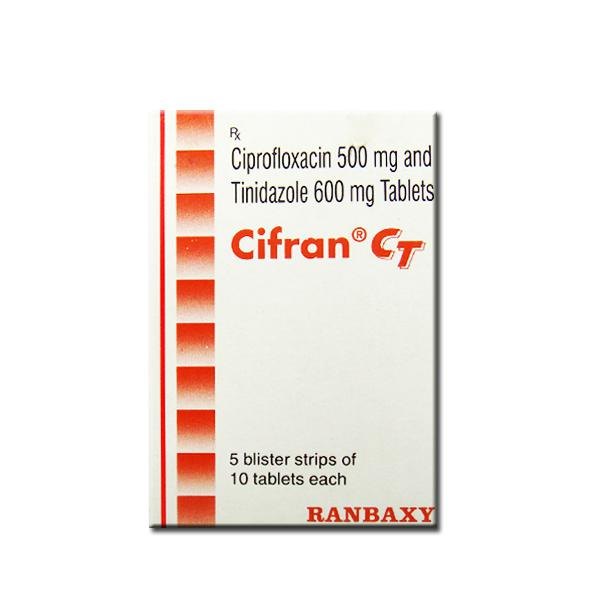 Rx
Ciprofloxacin 500 mg and
Tinidazole 600 mg Tablets
Cifran® CT
5 blister strips of
10 tablets each
RANBAXY